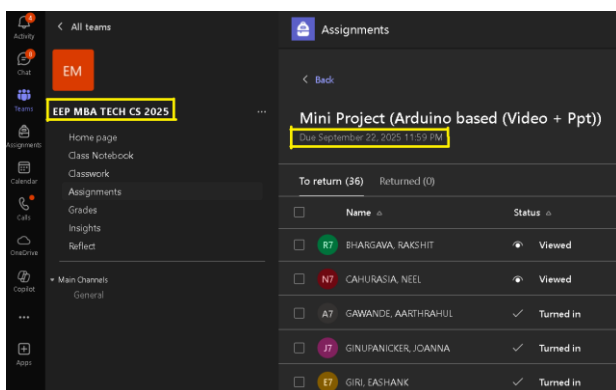 4
Activity
Chat
Teams
Assignments
Calendar
Calls
OneDrive
Copilot
Apps
All teams
EM
EEP MBA TECH CS 2025
Home page
Class Notebook
Classwork
Assignments
Grades
Insights
Reflect
Main Channels
General
Assignments
Back
Mini Project (Arduino based (Video + Ppt))
Due September 22, 2025 11:59 PM
To return (36) Returned (0)
Name Status
R7 BHARGAVA, RAKSHIT Viewed
N7 CAHURASIA, NEEL Viewed
A7 GAWANDE, AARTHRAHUL Turned in
J7 GINUPANICKER, JOANNA Turned in
E7 GIRI, EASHANK Turned in